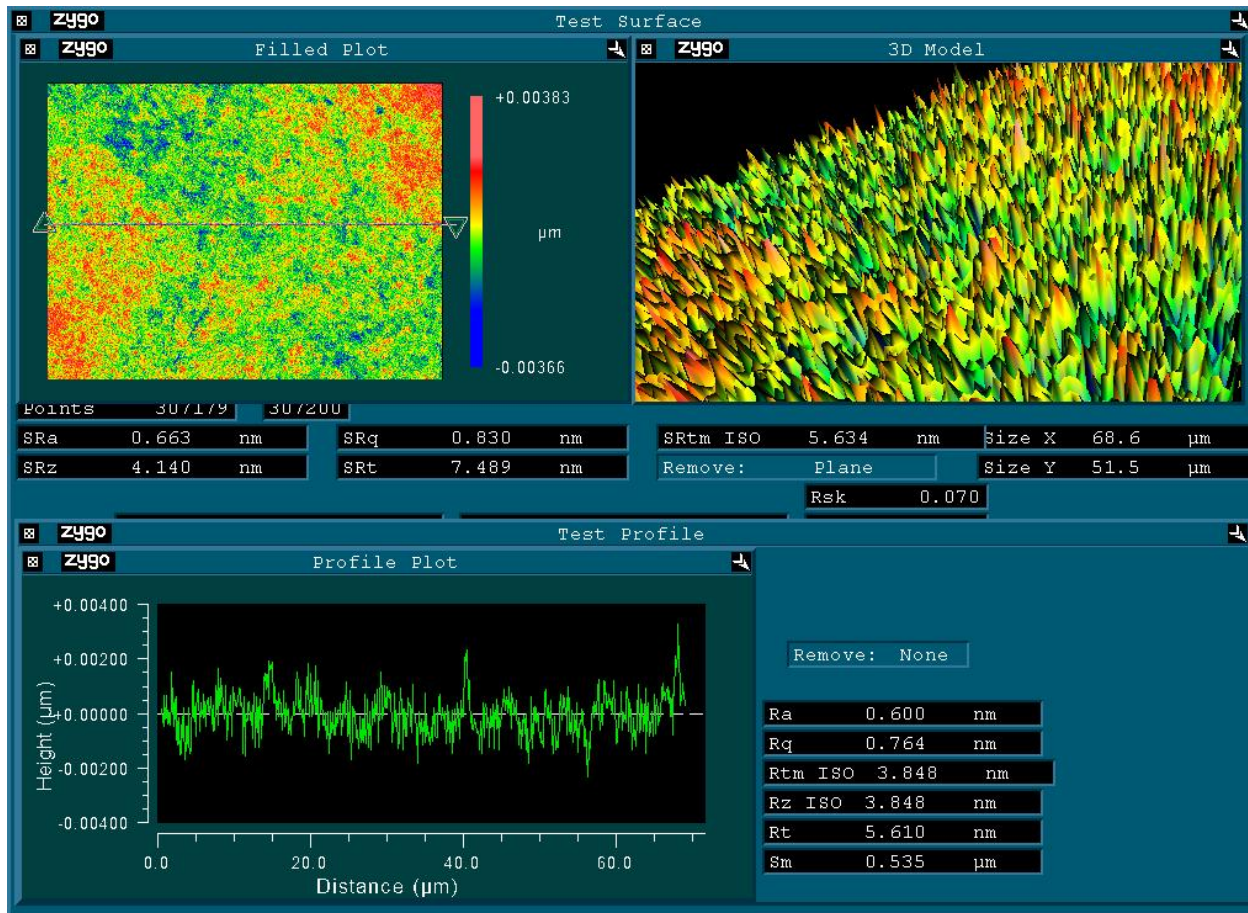 zygo Test Surface
zygo Filled Plot
+0.00383
µm
-0.00366
zygo 3D Model
Points 307179 307200
SRa 0.663 nm SRq 0.830 nm SRtm ISO 5.634 nm Size X 68.6 µm
SRz 4.140 nm SRt 7.489 nm Remove: Plane Size Y 51.5 µm
Rsk 0.070
zygo Test Profile
zygo Profile Plot
+0.00400
+0.00200
+0.00000
-0.00200
-0.00400
Height (µm)
0.0 20.0 40.0 60.0
Distance (µm)
Remove: None
Ra 0.600 nm
Rq 0.764 nm
Rtm ISO 3.848 nm
Rz ISO 3.848 nm
Rt 5.610 nm
Sm 0.535 µm